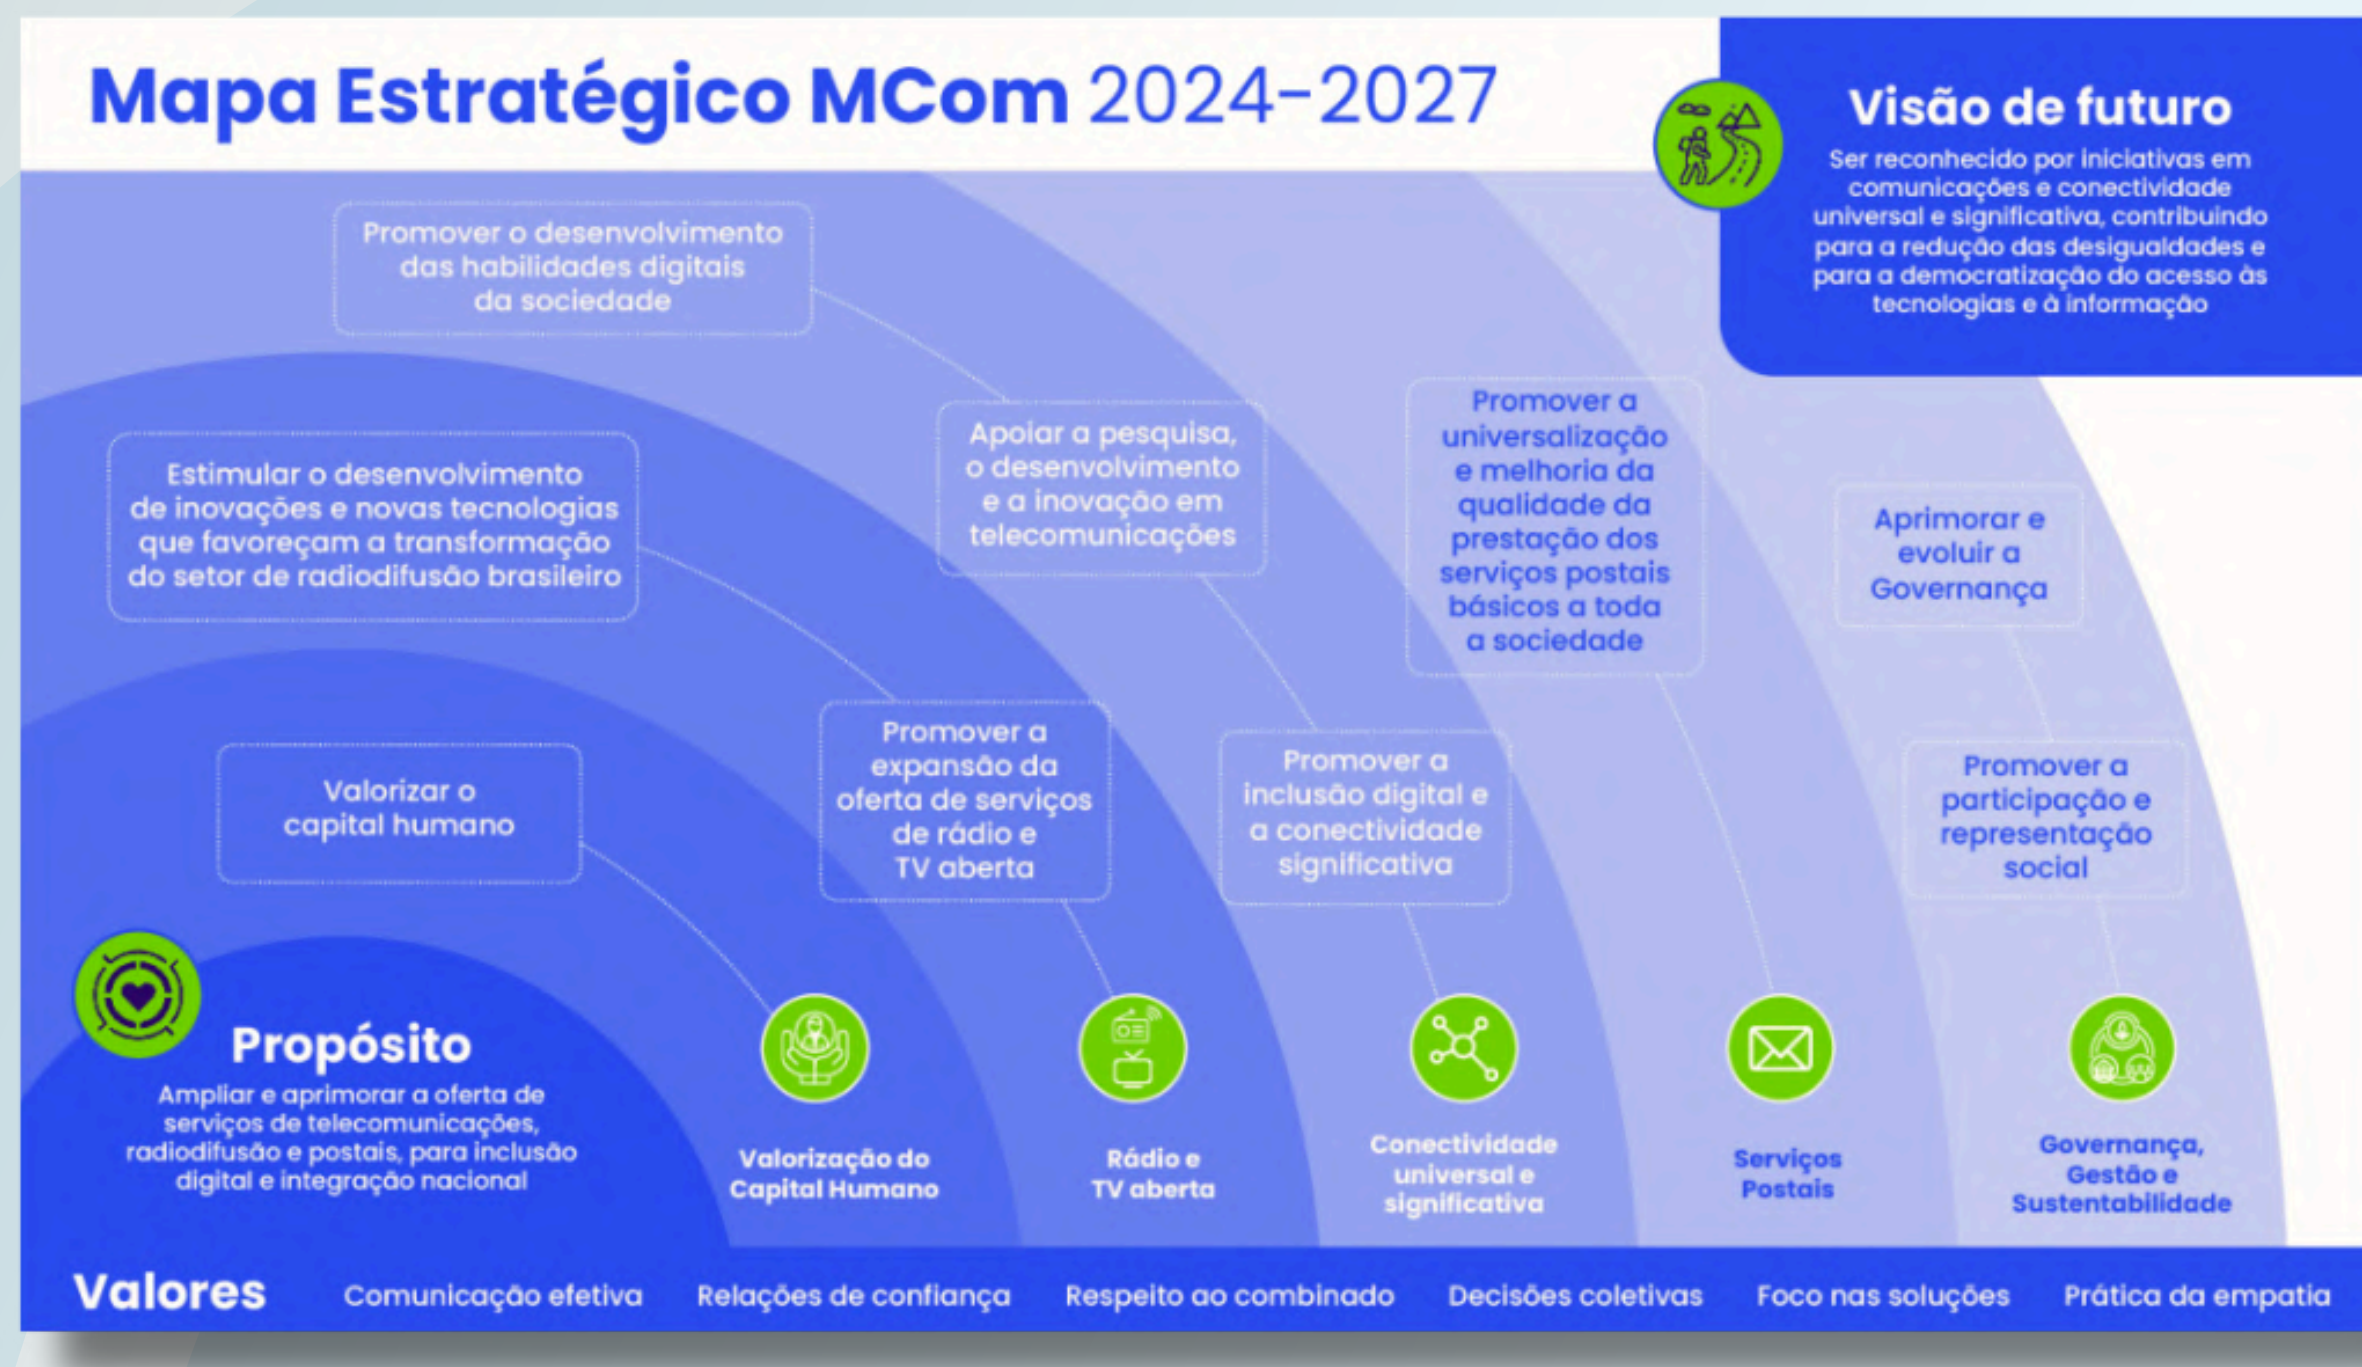 Mapa Estratégico MCom 2024-2027
Visão de futuro
Ser reconhecido por iniciativas em
comunicações e conectividade
universal e significativa, contribuindo
para a redução das desigualdades e
para a democratização do acesso às
tecnologias e à informação
Promover o desenvolvimento
das habilidades digitais
da sociedade
Apoiar a pesquisa,
o desenvolvimento
e a inovação em
telecomunicações
Promover a
inclusão digital e
a conectividade
significativa
Estimular o desenvolvimento
de inovações e novas tecnologias
que favoreçam a transformação
do setor de radiodifusão brasileiro
Promover a
expansão da
oferta de serviços
de rádio e
TV aberta
Promover a
universalização
e melhoria da
qualidade da
prestação dos
serviços postais
básicos a toda
a sociedade
Aprimorar e
evoluir a
Governança
Promover a
participação e
representação
social
Valorizar o
capital humano
Propósito
Ampliar e aprimorar a oferta de
serviços de telecomunicações,
radiodifusão e postais, para inclusão
digital e integração nacional
Valorização do
Capital Humano
Rádio e
TV aberta
Conectividade
universal e
significativa
Serviços
Postais
Governança,
Gestão e
Sustentabilidade
Valores
Comunicação efetiva
Relações de confiança
Respeito ao combinado
Decisões coletivas
Foco nas soluções
Prática da empatia